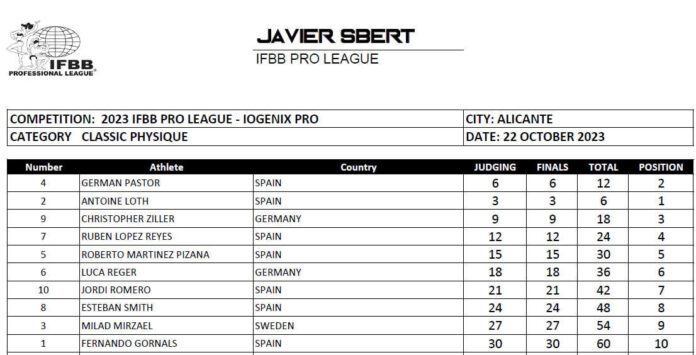 JAVIER SBERT
IFBB PRO LEAGUE
IFBB
PROFESSIONAL LEAGUE
COMPETITION: 2023 IFBB PRO LEAGUE - IOGENIX PRO CITY: ALICANTE
CATEGORY CLASSIC PHYSIQUE DATE: 22 OCTOBER 2023
Number Athlete Country JUDGING FINALS TOTAL POSITION
4 GERMAN PASTOR SPAIN 6 6 12 2
2 ANTOINE LOTH SPAIN 3 3 6 1
9 CHRISTOPHER ZILLER GERMANY 9 9 18 3
7 RUBEN LOPEZ REYES SPAIN 12 12 24 4
5 ROBERTO MARTINEZ PIZANA SPAIN 15 15 30 5
6 LUCA REGER GERMANY 18 18 36 6
10 JORDI ROMERO SPAIN 21 21 42 7
8 ESTEBAN SMITH SPAIN 24 24 48 8
3 MILAD MIRZAEL SWEDEN 27 27 54 9
1 FERNANDO GORNALS SPAIN 30 30 60 10